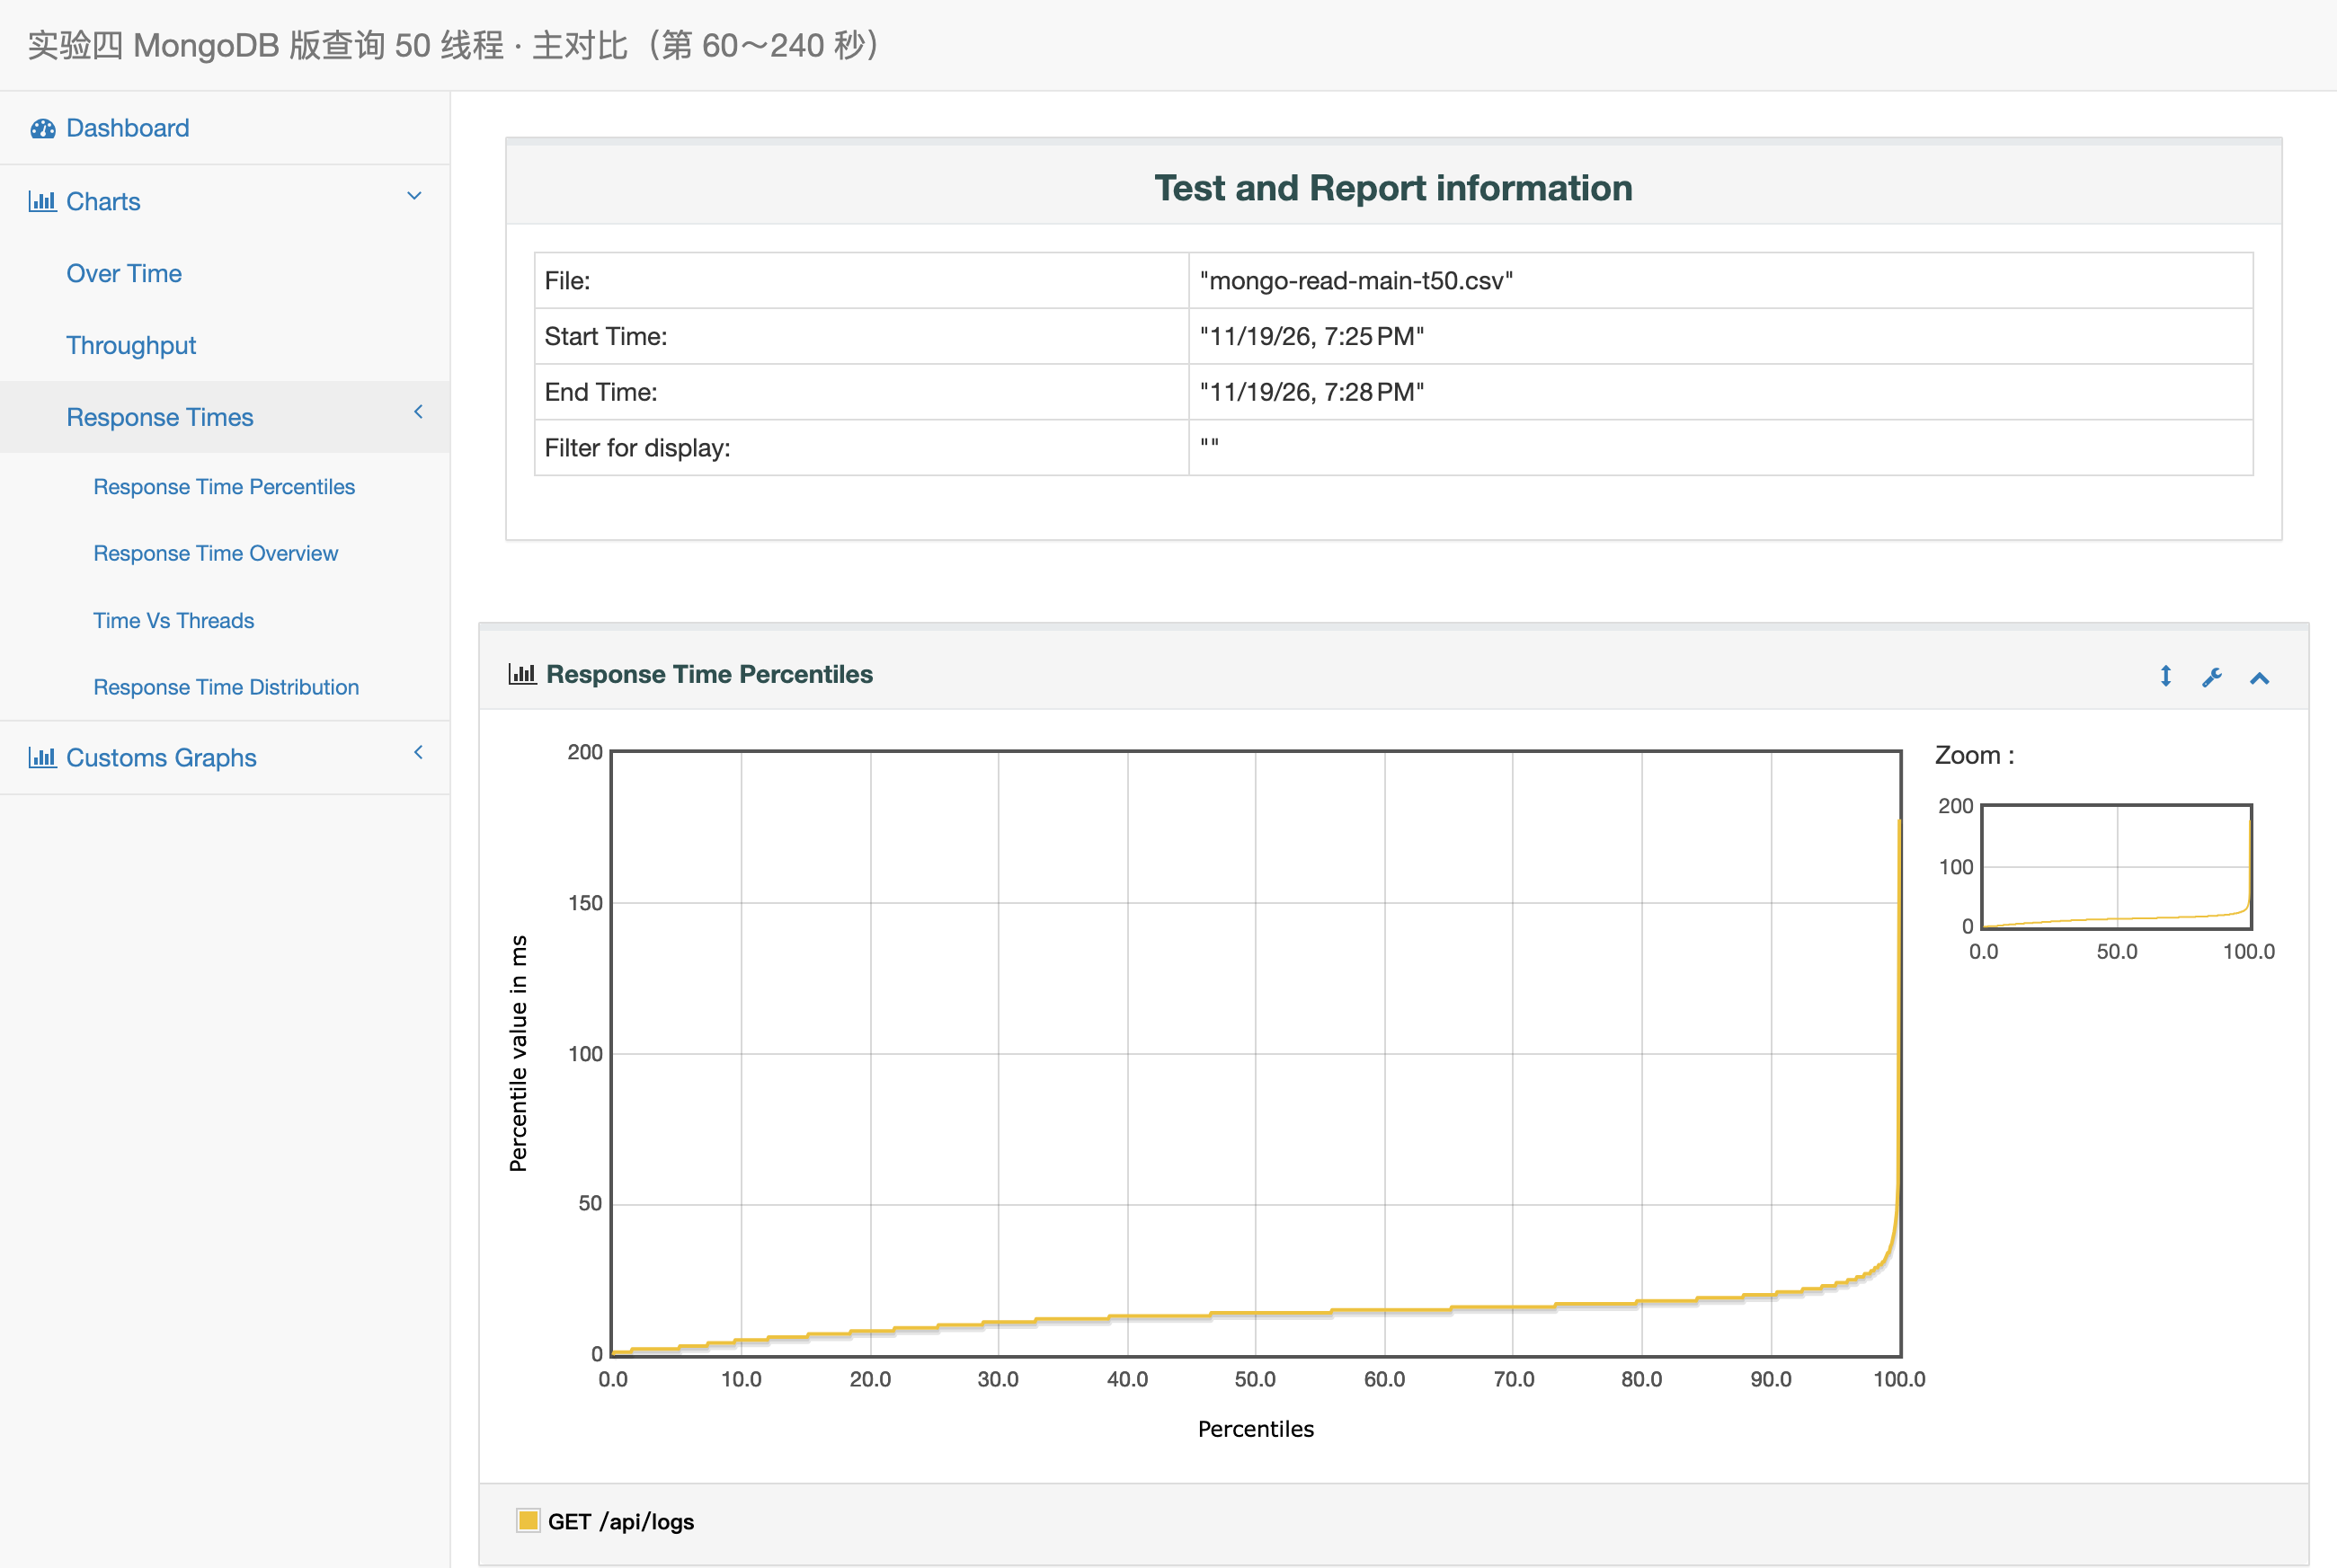 实验四 MongoDB 版查询 50 线程 · 主对比（第 60～240 秒）
Dashboard
Charts
Over Time
Throughput
Response Times
Response Time Percentiles
Response Time Overview
Time Vs Threads
Response Time Distribution
Customs Graphs
Test and Report information
File: "mongo-read-main-t50.csv"
Start Time: "11/19/26, 7:25 PM"
End Time: "11/19/26, 7:28 PM"
Filter for display: ""
Response Time Percentiles
200
150
100
50
0
Percentile value in ms
0.0 10.0 20.0 30.0 40.0 50.0 60.0 70.0 80.0 90.0 100.0
Percentiles
Zoom :
200
100
0
0.0 50.0 100.0
GET /api/logs